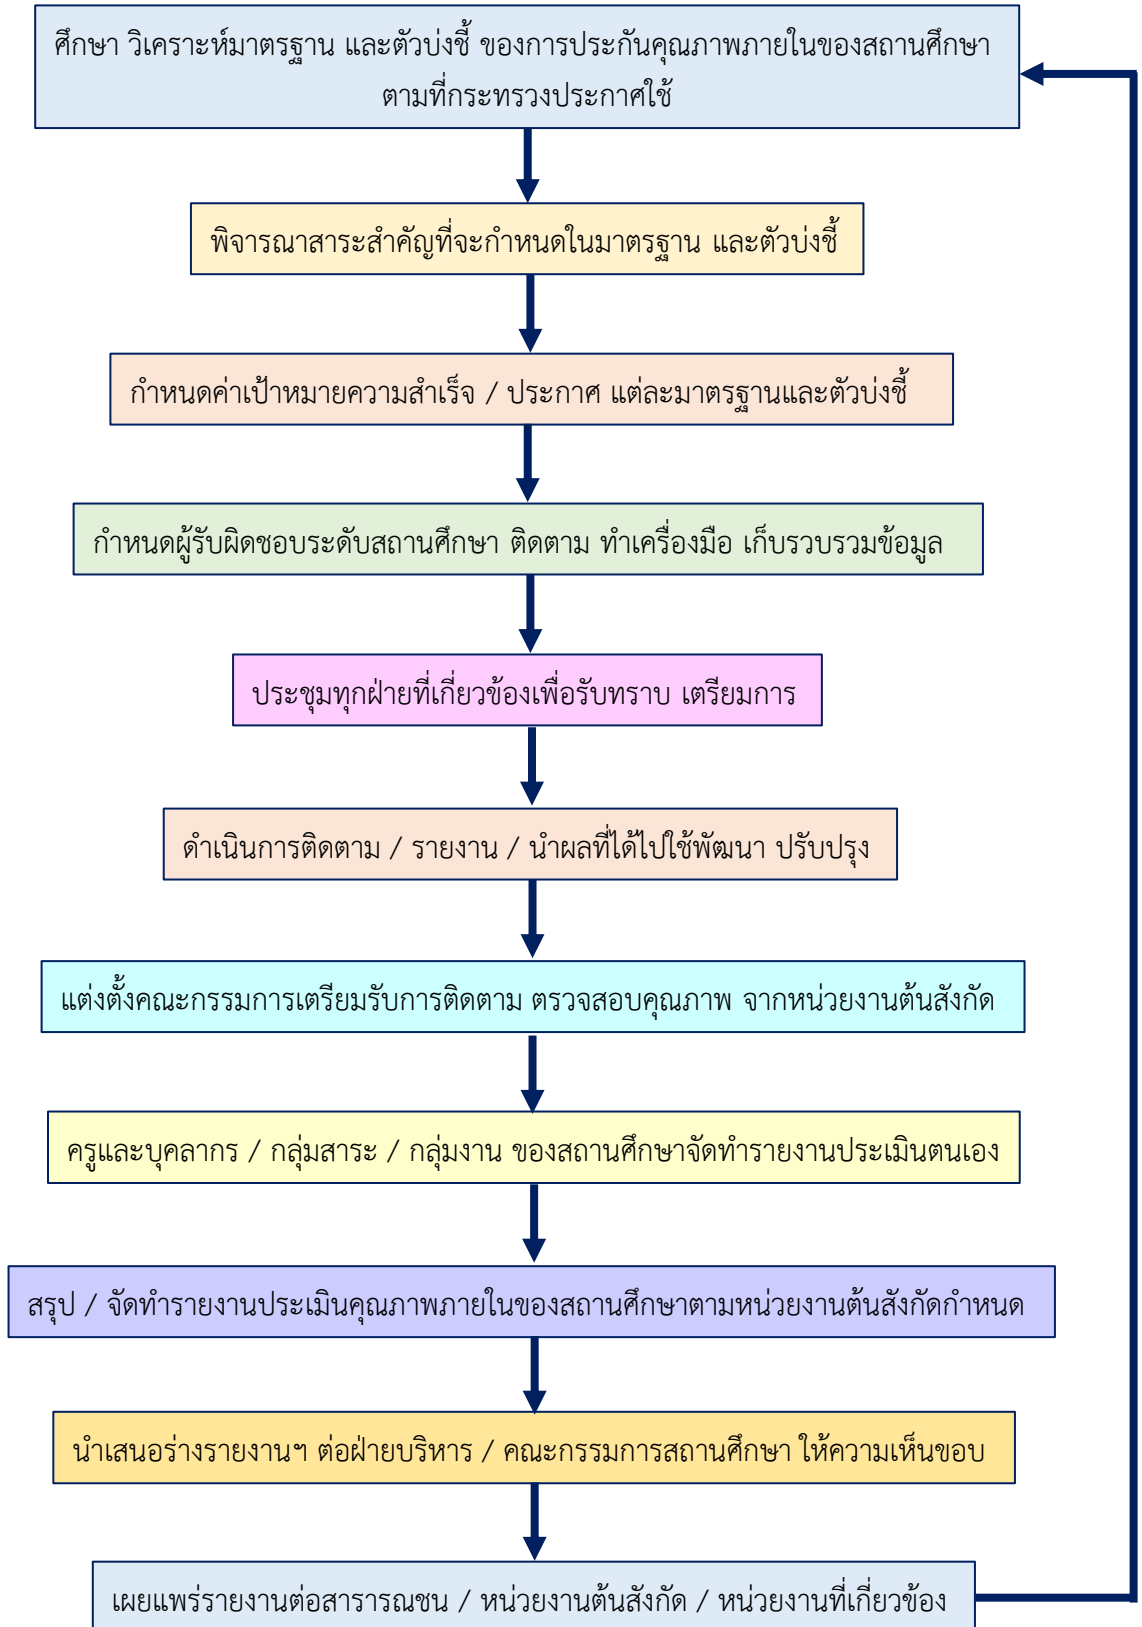 ศึกษา วิเคราะห์มาตรฐาน และตัวบ่งชี้ ของการประกันคุณภาพภายในของสถานศึกษา
ตามที่กระทรวงประกาศใช้
พิจารณาสาระสำคัญที่จะกำหนดในมาตรฐาน และตัวบ่งชี้
กำหนดค่าเป้าหมายความสำเร็จ / ประกาศ แต่ละมาตรฐานและตัวบ่งชี้
กำหนดผู้รับผิดชอบระดับสถานศึกษา ติดตาม ทำเครื่องมือ เก็บรวบรวมข้อมูล
ประชุมทุกฝ่ายที่เกี่ยวข้องเพื่อรับทราบ เตรียมการ
ดำเนินการติดตาม / รายงาน / นำผลที่ได้ไปใช้พัฒนา ปรับปรุง
แต่งตั้งคณะกรรมการเตรียมรับการติดตาม ตรวจสอบคุณภาพ จากหน่วยงานต้นสังกัด
ครูและบุคลากร / กลุ่มสาระ / กลุ่มงาน ของสถานศึกษาจัดทำรายงานประเมินตนเอง
สรุป / จัดทำรายงานประเมินคุณภาพภายในของสถานศึกษาตามหน่วยงานต้นสังกัดกำหนด
นำเสนอร่างรายงานฯ ต่อฝ่ายบริหาร / คณะกรรมการสถานศึกษา ให้ความเห็นขอบ
เผยแพร่รายงานต่อสารารณชน / หน่วยงานต้นสังกัด / หน่วยงานที่เกี่ยวข้อง